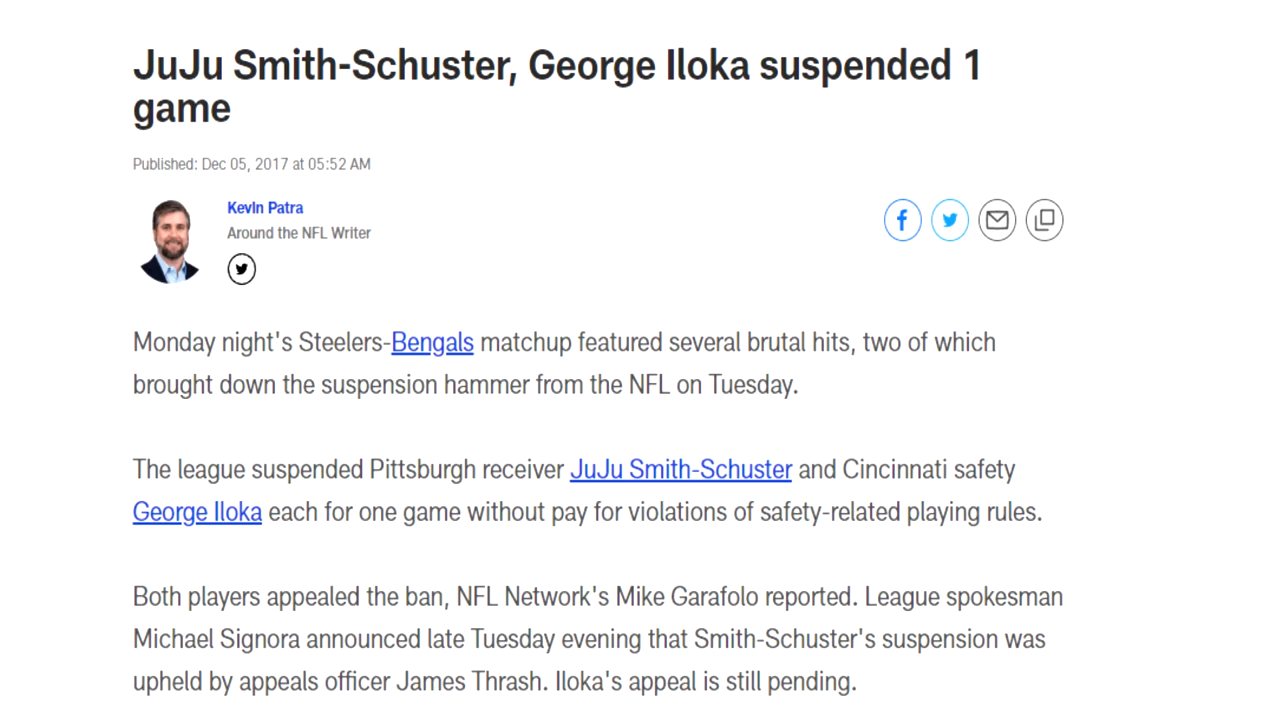 JuJu Smith-Schuster, George Iloka suspended 1
game
Published: Dec 05, 2017 at 05:52 AM
Kevin Patra
Around the NFL Writer
Monday night's Steelers-Bengals matchup featured several brutal hits, two of which
brought down the suspension hammer from the NFL on Tuesday.
The league suspended Pittsburgh receiver JuJu Smith-Schuster and Cincinnati safety
George Iloka each for one game without pay for violations of safety-related playing rules.
Both players appealed the ban, NFL Network's Mike Garafolo reported. League spokesman
Michael Signora announced late Tuesday evening that Smith-Schuster's suspension was
upheld by appeals officer James Thrash. Iloka's appeal is still pending.